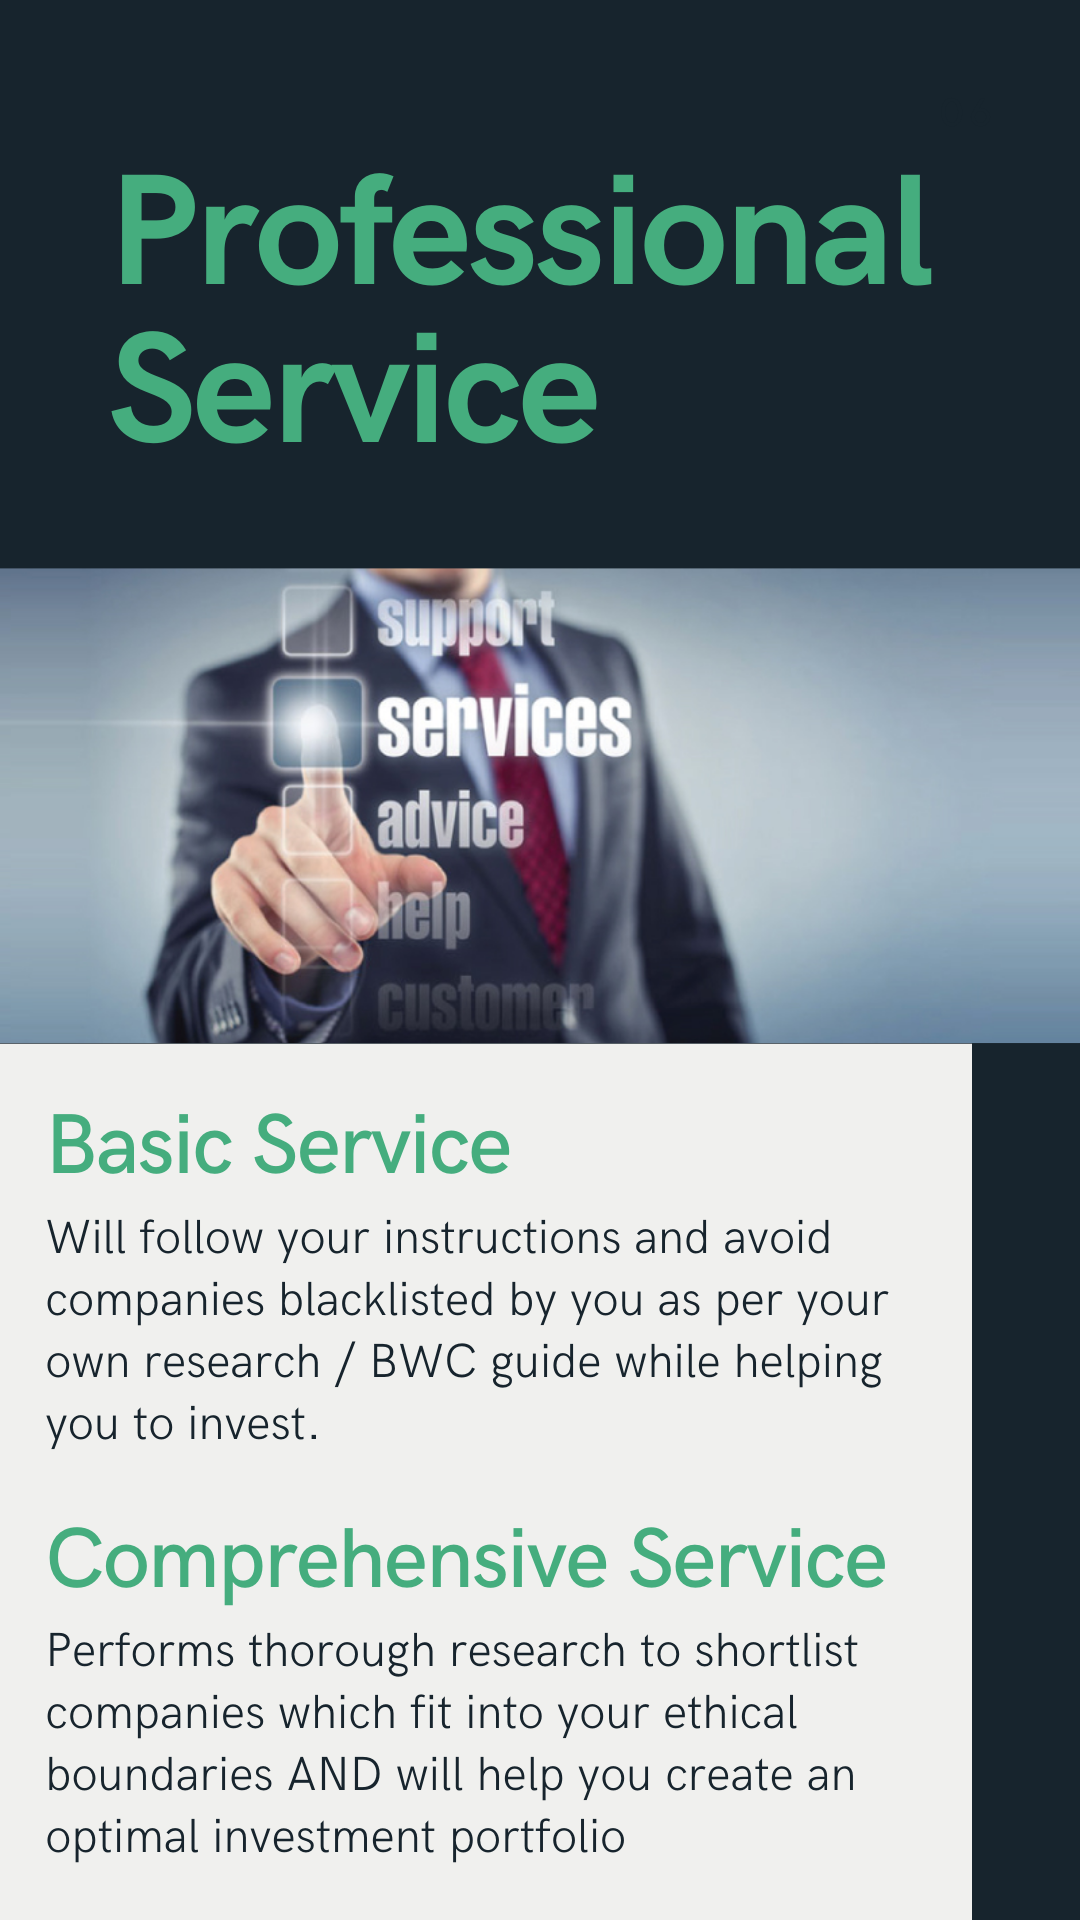 Professional
Service
support
services
advice
help
customer
Basic Service
Will follow your instructions and avoid
companies blacklisted by you as per your
own research / BWC guide while helping
you to invest.
Comprehensive Service
Performs thorough research to shortlist
companies which fit into your ethical
boundaries AND will help you create an
optimal investment portfolio